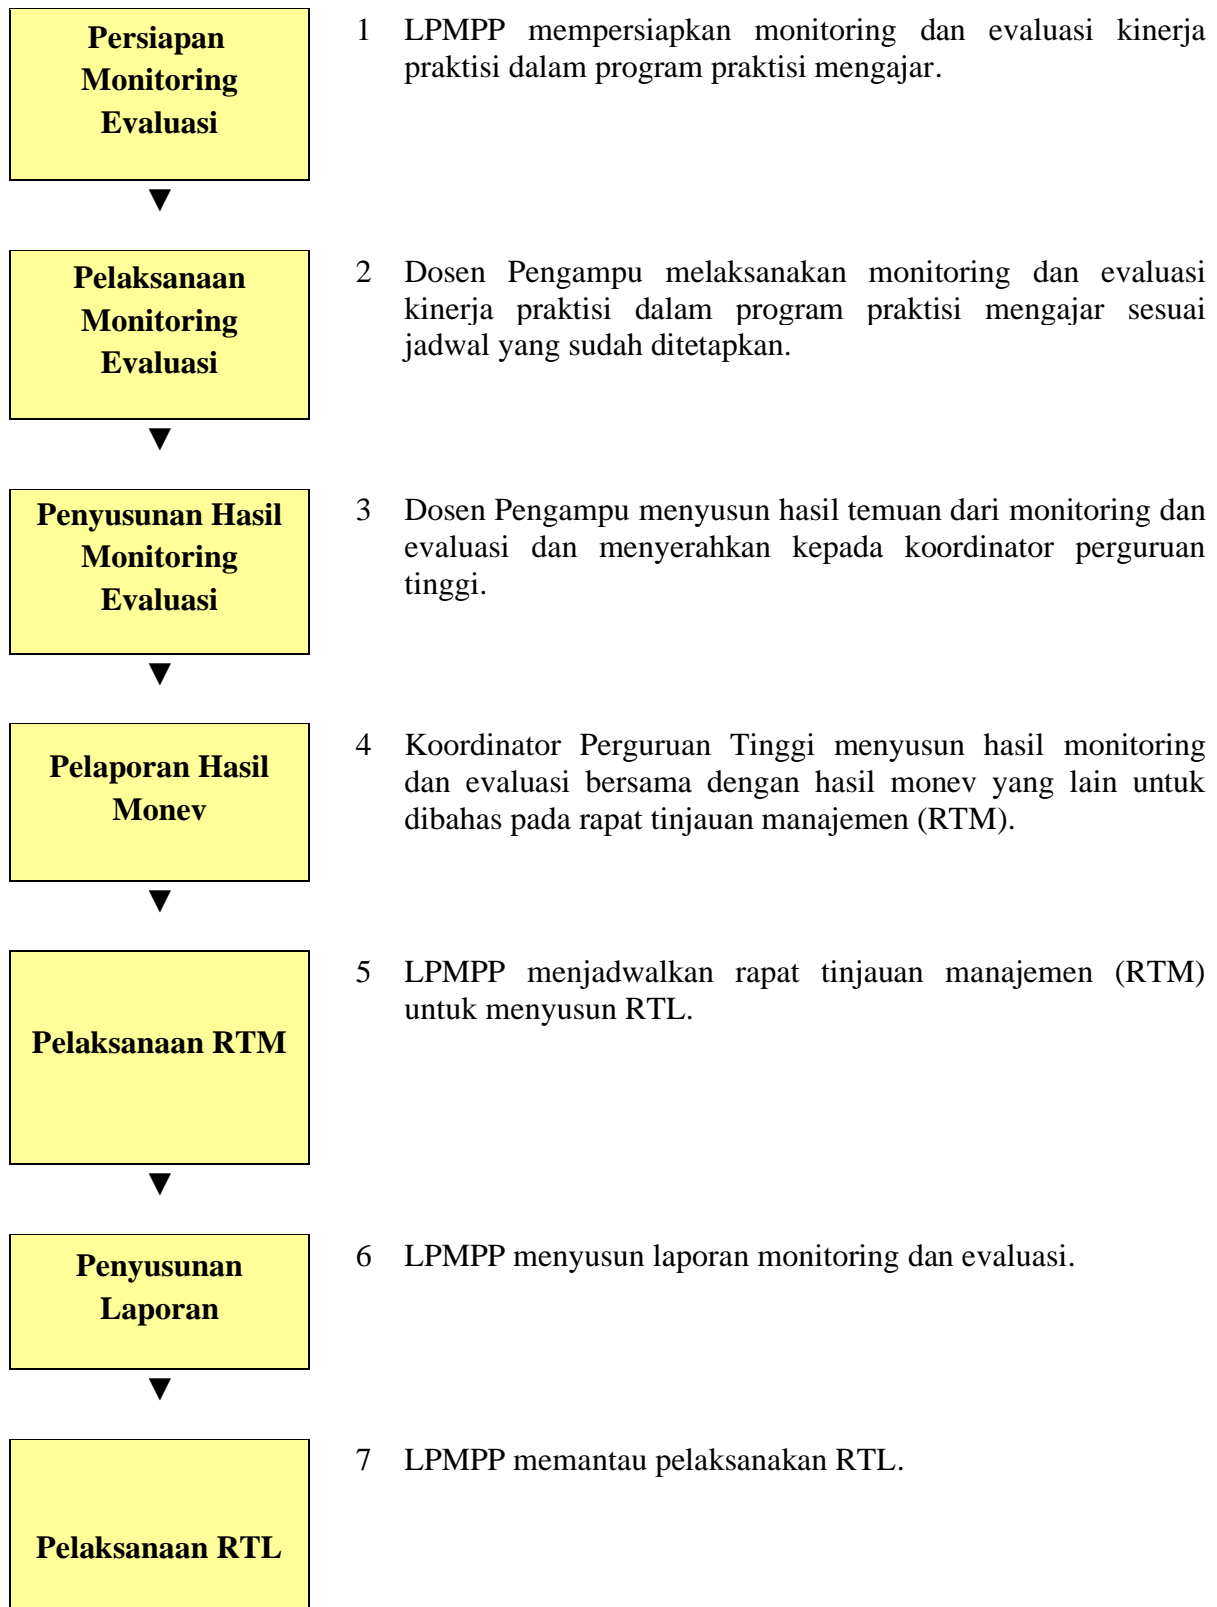 Persiapan
Monitoring
Evaluasi
1 LPMPP mempersiapkan monitoring dan evaluasi kinerja
praktisi dalam program praktisi mengajar.
▼
Pelaksanaan
Monitoring
Evaluasi
2 Dosen Pengampu melaksanakan monitoring dan evaluasi
kinerja praktisi dalam program praktisi mengajar sesuai
jadwal yang sudah ditetapkan.
▼
Penyusunan Hasil
Monitoring
Evaluasi
3 Dosen Pengampu menyusun hasil temuan dari monitoring dan
evaluasi dan menyerahkan kepada koordinator perguruan
tinggi.
▼
Pelaporan Hasil
Monev
4 Koordinator Perguruan Tinggi menyusun hasil monitoring
dan evaluasi bersama dengan hasil monev yang lain untuk
dibahas pada rapat tinjauan manajemen (RTM).
▼
Pelaksanaan RTM
5 LPMPP menjadwalkan rapat tinjauan manajemen (RTM)
untuk menyusun RTL.
▼
Penyusunan
Laporan
6 LPMPP menyusun laporan monitoring dan evaluasi.
▼
Pelaksanaan RTL
7 LPMPP memantau pelaksanakan RTL.